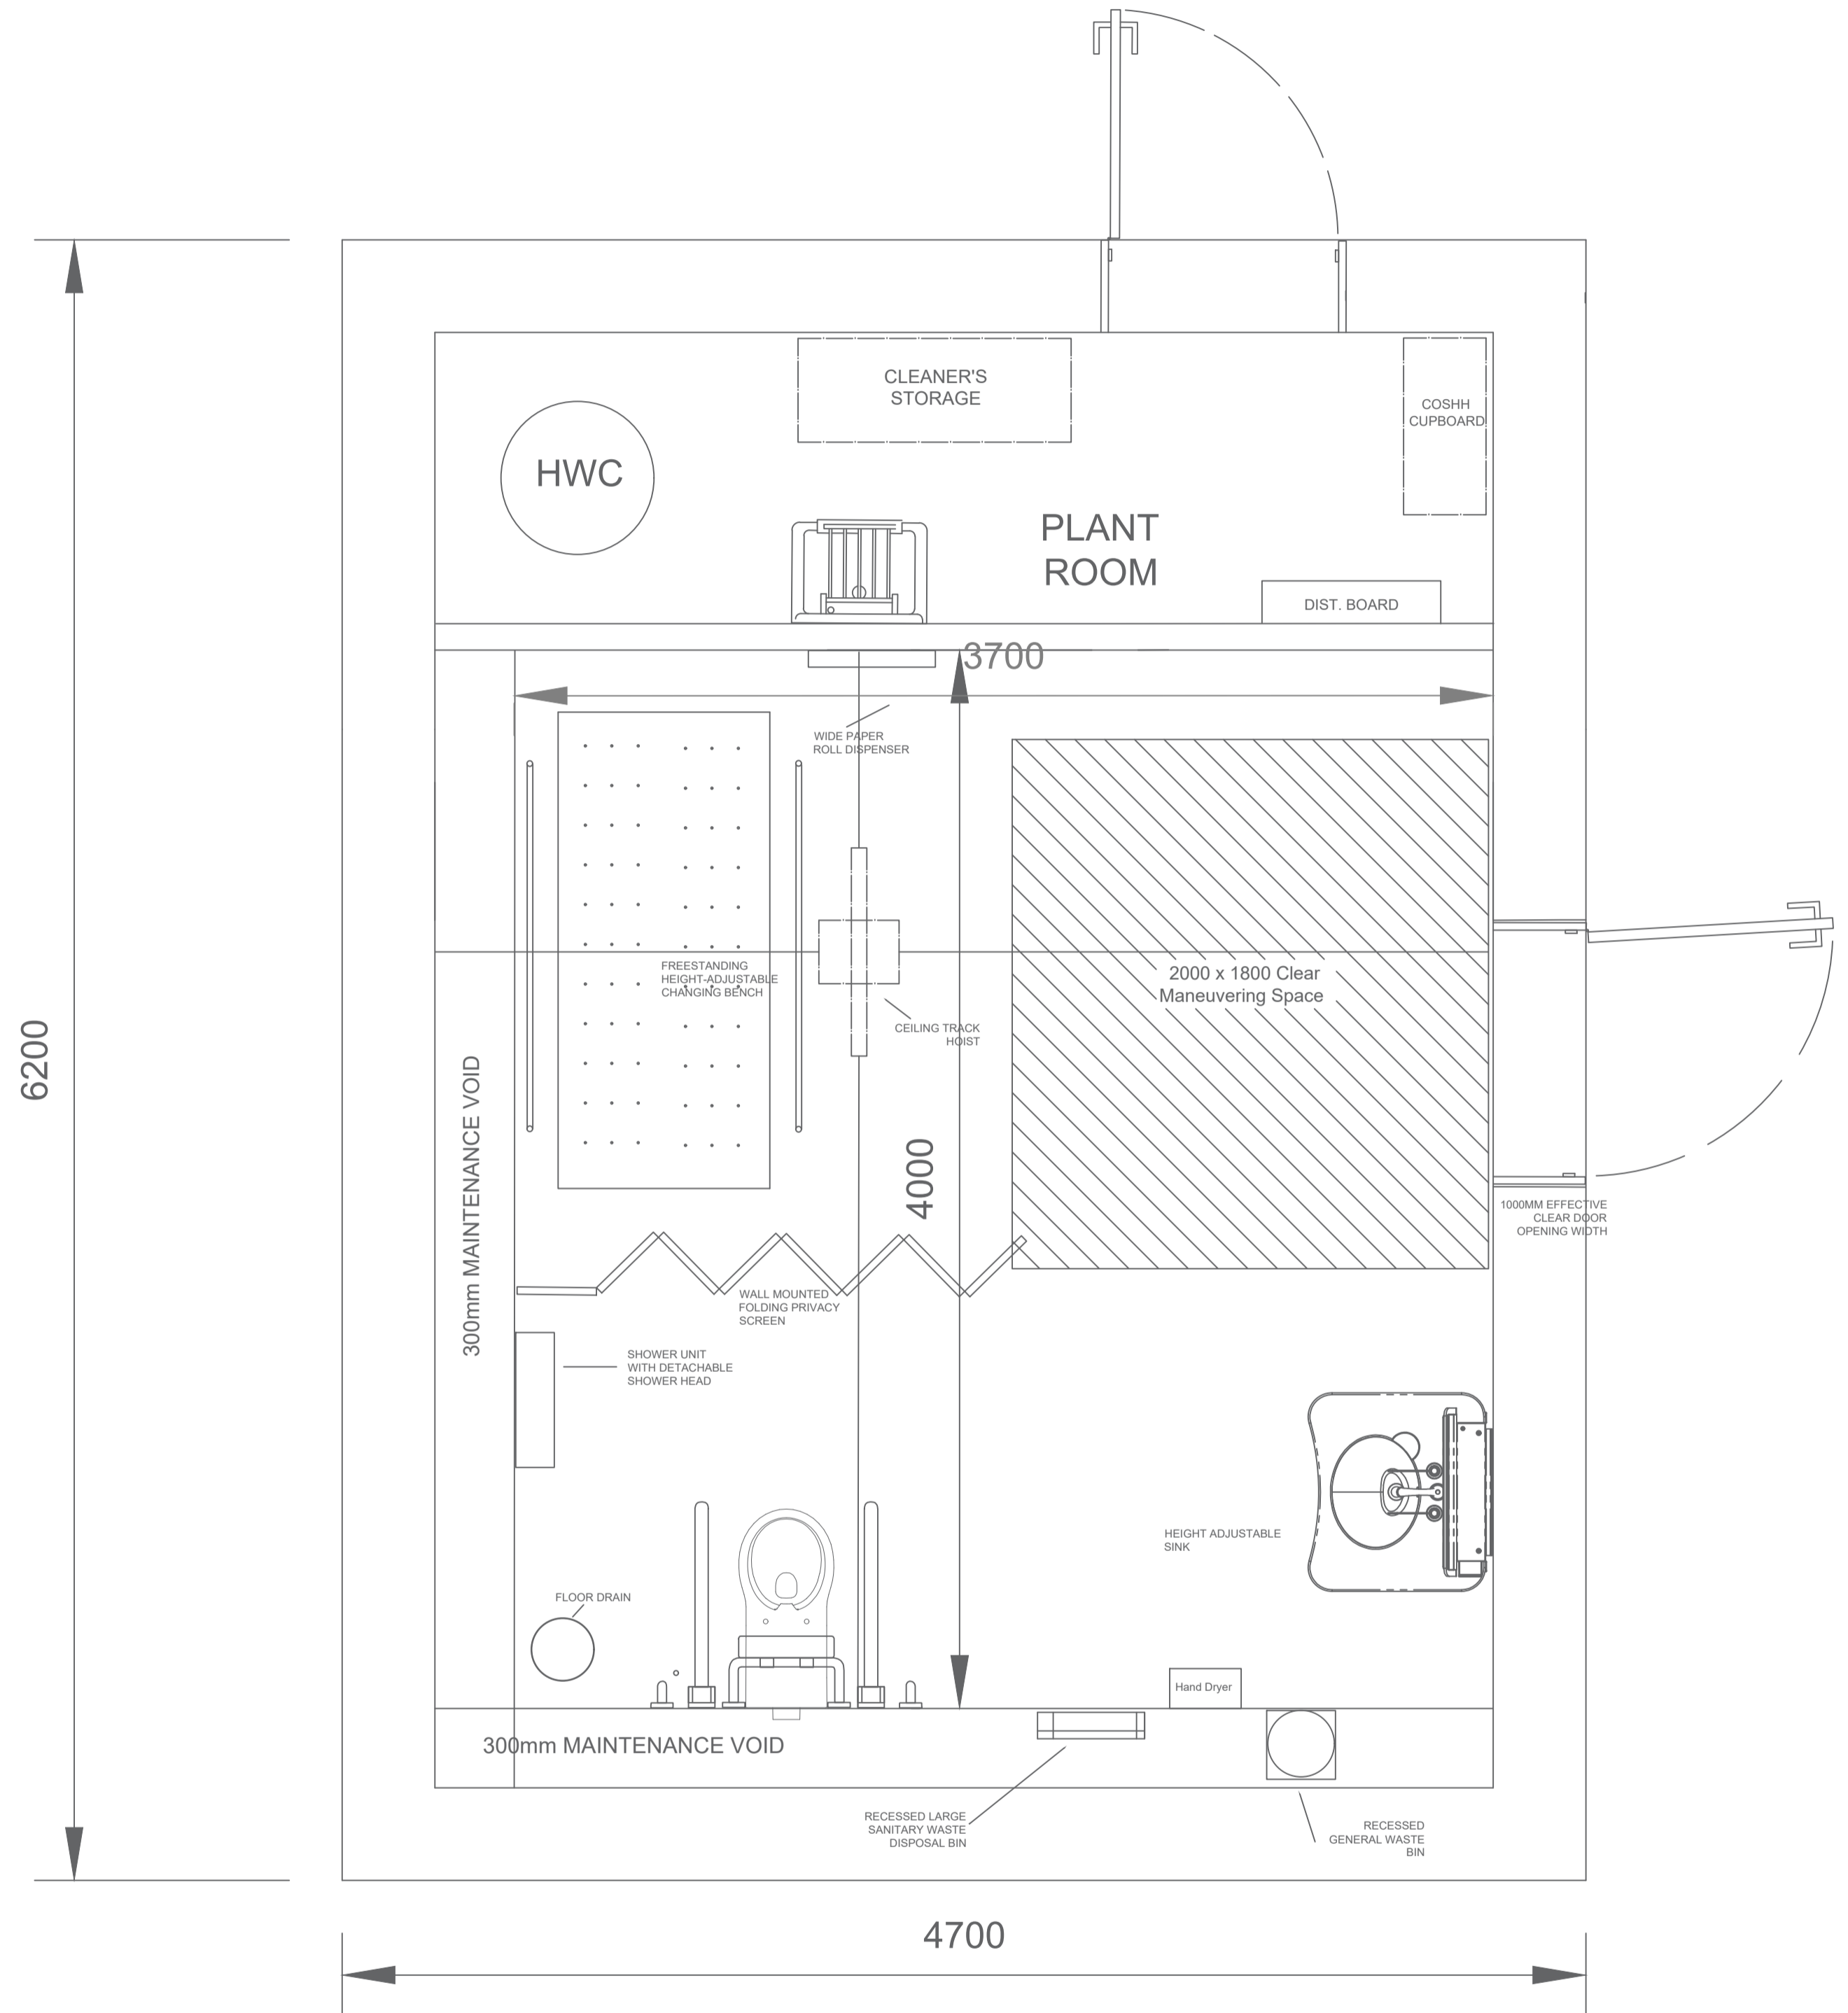 CLEANER'S
STORAGE
COSHH
CUPBOARD
HWC
PLANT
ROOM
DIST. BOARD
3700
WIDE PAPER
ROLL DISPENSER
FREESTANDING
HEIGHT-ADJUSTABLE
CHANGING BENCH
2000 x 1800 Clear
Maneuvering Space
CEILING TRACK
HOIST
6200
300mm MAINTENANCE VOID
4000
1000MM EFFECTIVE
CLEAR DOOR
OPENING WIDTH
WALL MOUNTED
FOLDING PRIVACY
SCREEN
SHOWER UNIT
WITH DETACHABLE
SHOWER HEAD
HEIGHT ADJUSTABLE
SINK
FLOOR DRAIN
Hand Dryer
300mm MAINTENANCE VOID
RECESSED LARGE
SANITARY WASTE
DISPOSAL BIN
RECESSED
GENERAL WASTE
BIN
4700